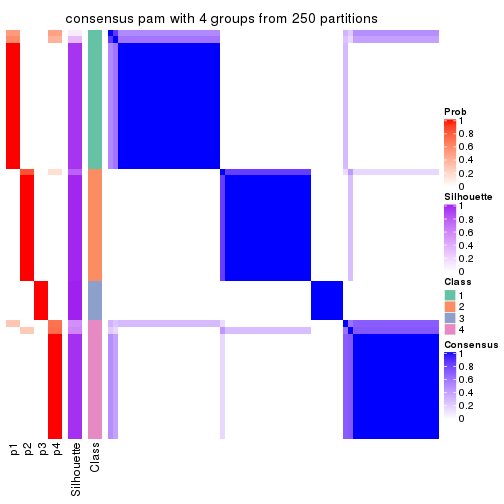 consensus pam with 4 groups from 250 partitions
Prob
1
0.8
0.6
0.4
0.2
0
Silhouette
1
0.8
0.6
0.4
0.2
0
Class
1
2
3
4
Consensus
1
0.8
0.6
0.4
0.2
0
p1
p2
p3
p4
Silhouette
Class